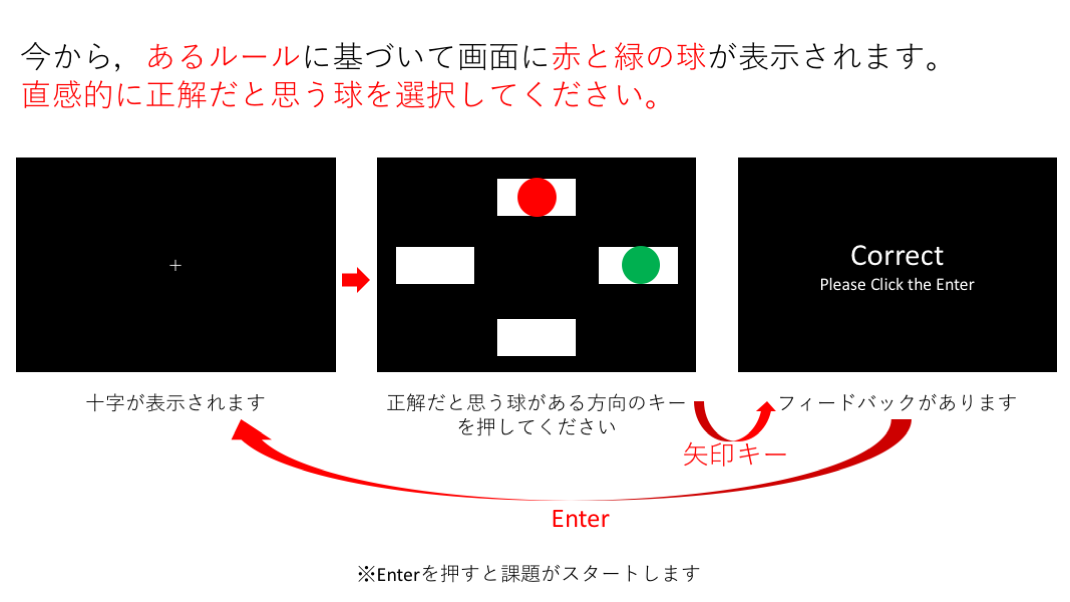 今から，あるルールに基づいて画面に赤と緑の球が表示されます。
直感的に正解だと思う球を選択してください。
+
Correct
Please Click the Enter
十字が表示されます
正解だと思う球がある方向のキー
を押してください
フィードバックがあります
矢印キー
Enter
※Enterを押すと課題がスタートします